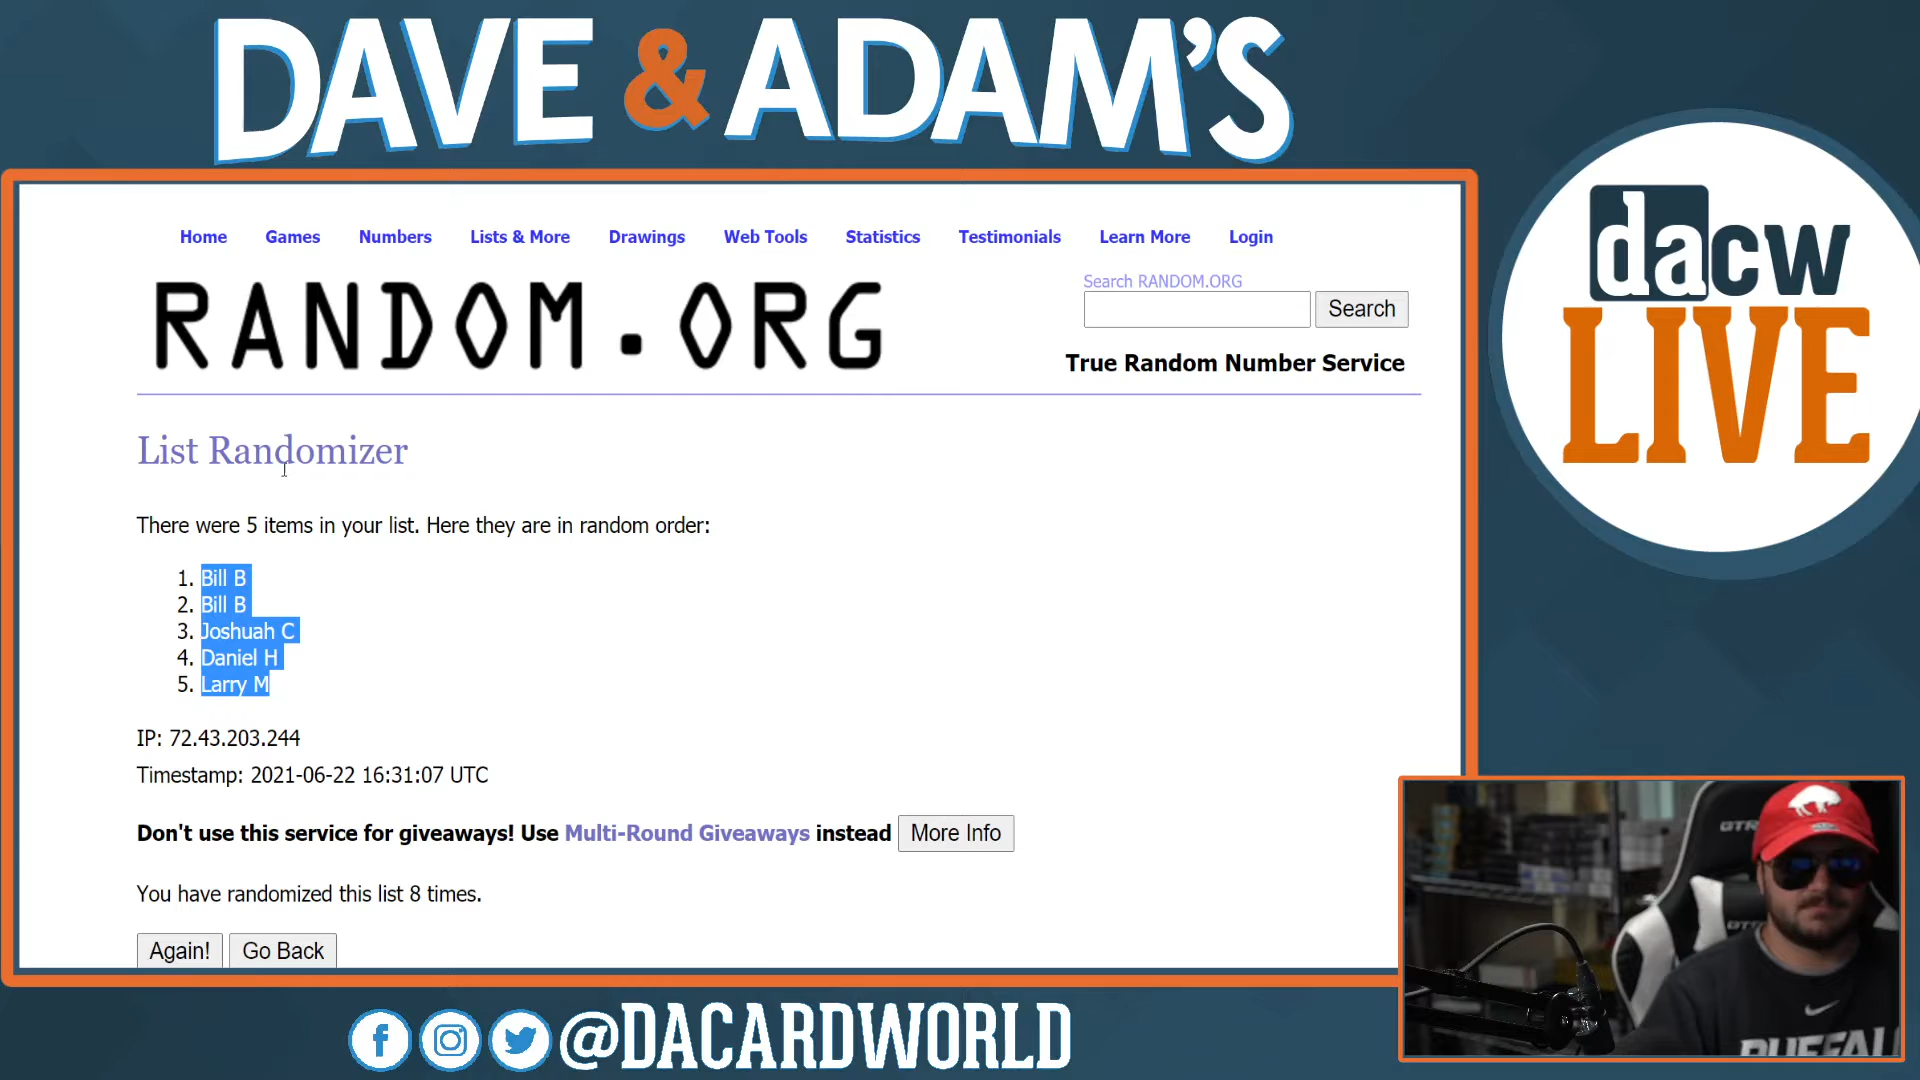 DAVE & ADAM'S
Home Games Numbers Lists & More Drawings Web Tools Statistics Testimonials Learn More Login
RANDOM.ORG
Search RANDOM.ORG
Search
True Random Number Service
dacw
LIVE
List Randomizer
There were 5 items in your list. Here they are in random order:
1. Bill B
2. Bill B
3. Joshuah C
4. Daniel H
5. Larry M
IP: 72.43.203.244
Timestamp: 2021-06-22 16:31:07 UTC
Don't use this service for giveaways! Use Multi-Round Giveaways instead More Info
You have randomized this list 8 times.
Again! Go Back
GTR
BUFFAL
@DACARDWORLD